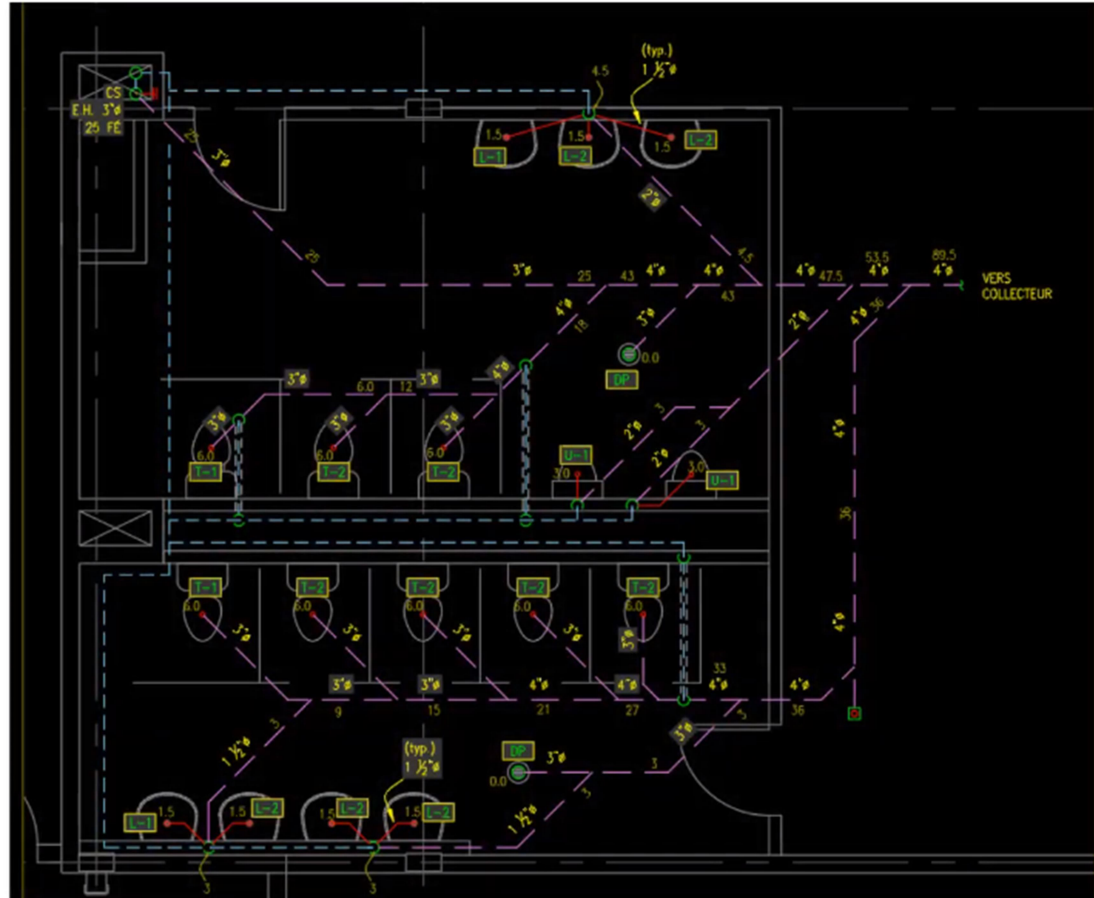 (typ.)
1 ½"ø
4.5
CS
E.H. 3"ø
25 FÉ
25
3"ø
1.5
1.5
1.5
L-1
L-2
L-2
2"ø
25
4.5
3"ø
25
43
4"ø
4"ø
43
4"ø
47.5
53.5
4"ø
89.5
4"ø
VERS
COLLECTEUR
4"ø
18
3"ø
2"ø
4"ø
36
0.0
DP
3"ø
6.0
12
3"ø
4"ø
3"ø
3"ø
3"ø
6.0
6.0
6.0
T-1
T-2
T-2
U-1
3.0
2"ø
3
3
2"ø
3.0
U-1
4"ø
36
T-1
T-2
T-2
T-2
T-2
6.0
6.0
6.0
6.0
6.0
3"ø
3"ø
3"ø
3"ø
3"ø
4"ø
33
3"ø
3"ø
4"ø
4"ø
4"ø
4"ø
9
15
21
27
3
36
3
1 ½"ø
3"ø
(typ.)
1 ½"ø
DP
0.0
3"ø
3
3
1 ½"ø
L-1
1.5
1.5
L-2
1.5
L-2
1.5
L-2
3
3